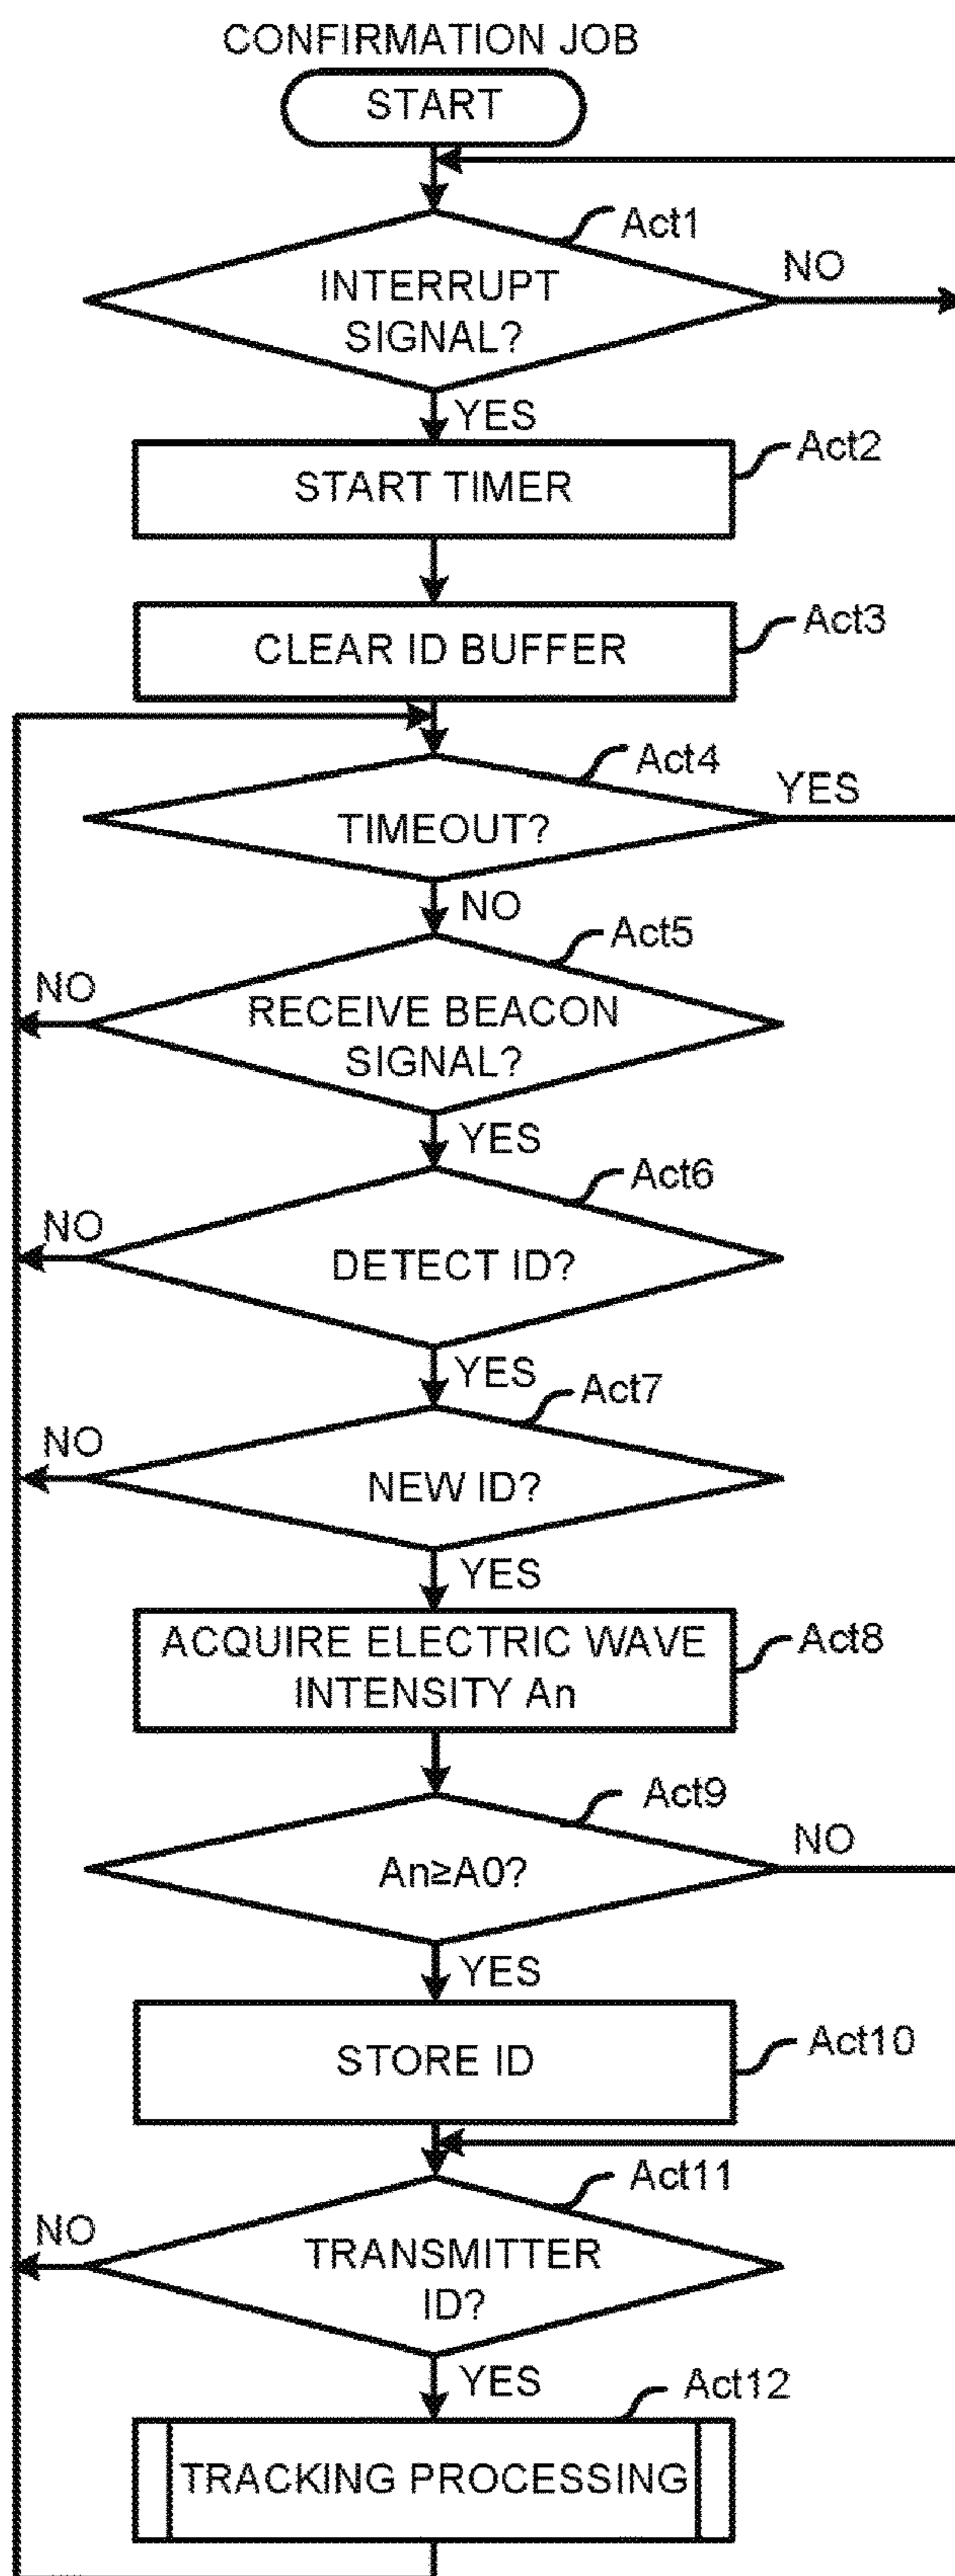 CONFIRMATION JOB
START
Act1
INTERRUPT
SIGNAL?
NO
YES
START TIMER
Act2
CLEAR ID BUFFER
Act3
Act4
TIMEOUT?
YES
NO
Act5
RECEIVE BEACON
SIGNAL?
NO
YES
Act6
DETECT ID?
NO
YES
Act7
NEW ID?
NO
YES
ACQUIRE ELECTRIC WAVE
INTENSITY An
Act8
Act9
An≥A0?
NO
YES
STORE ID
Act10
Act11
TRANSMITTER
ID?
NO
YES
Act12
TRACKING PROCESSING